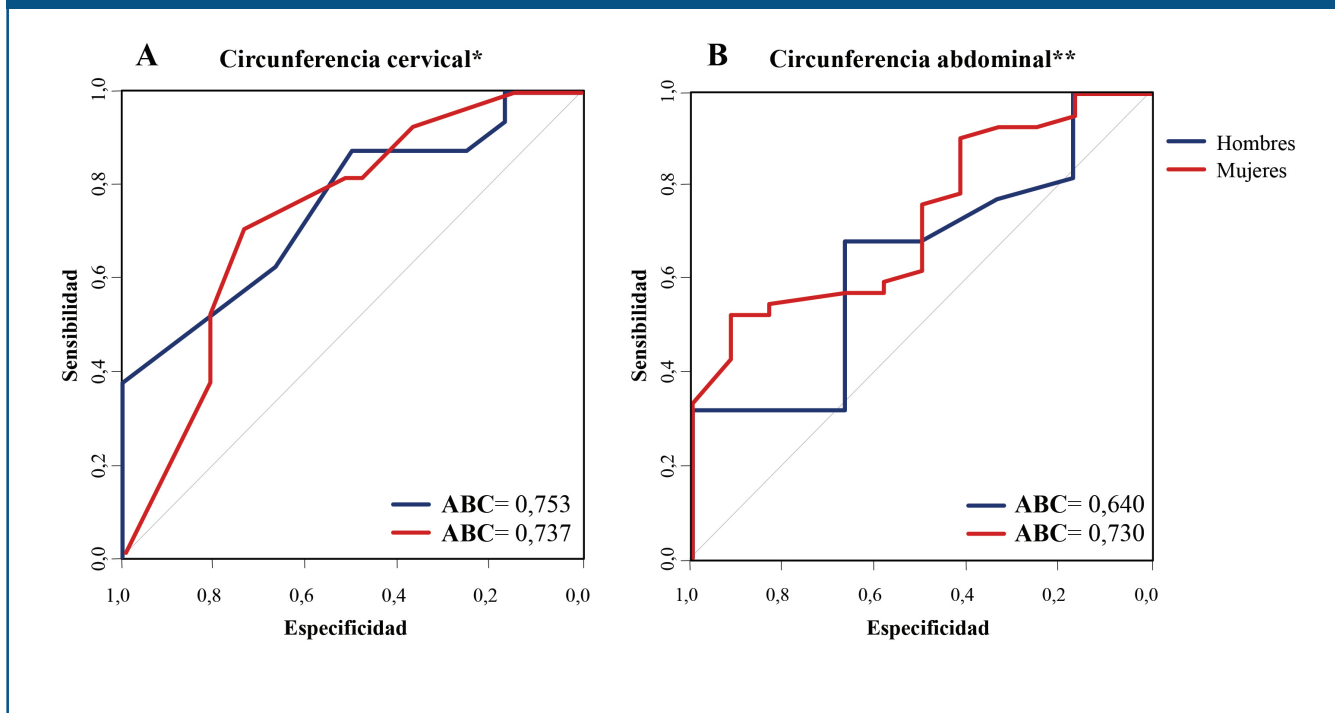 A
Circunferencia cervical*
1,0
0,8
0,6
0,4
0,2
0,0
Sensibilidad
ABC= 0,753
ABC= 0,737
1,0 0,8 0,6 0,4 0,2 0,0
Especificidad
B
Circunferencia abdominal**
1,0
0,8
0,6
0,4
0,2
0,0
Sensibilidad
ABC= 0,640
ABC= 0,730
1,0 0,8 0,6 0,4 0,2 0,0
Especificidad
Hombres
Mujeres